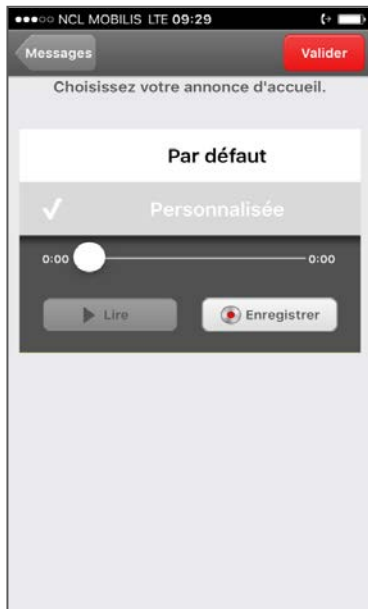 NCL MOBILIS LTE 09:29
Messages
Valider
Choisissez votre annonce d'accueil.
Par défaut
Personnalisée
0:00 0:00
Lire Enregistrer